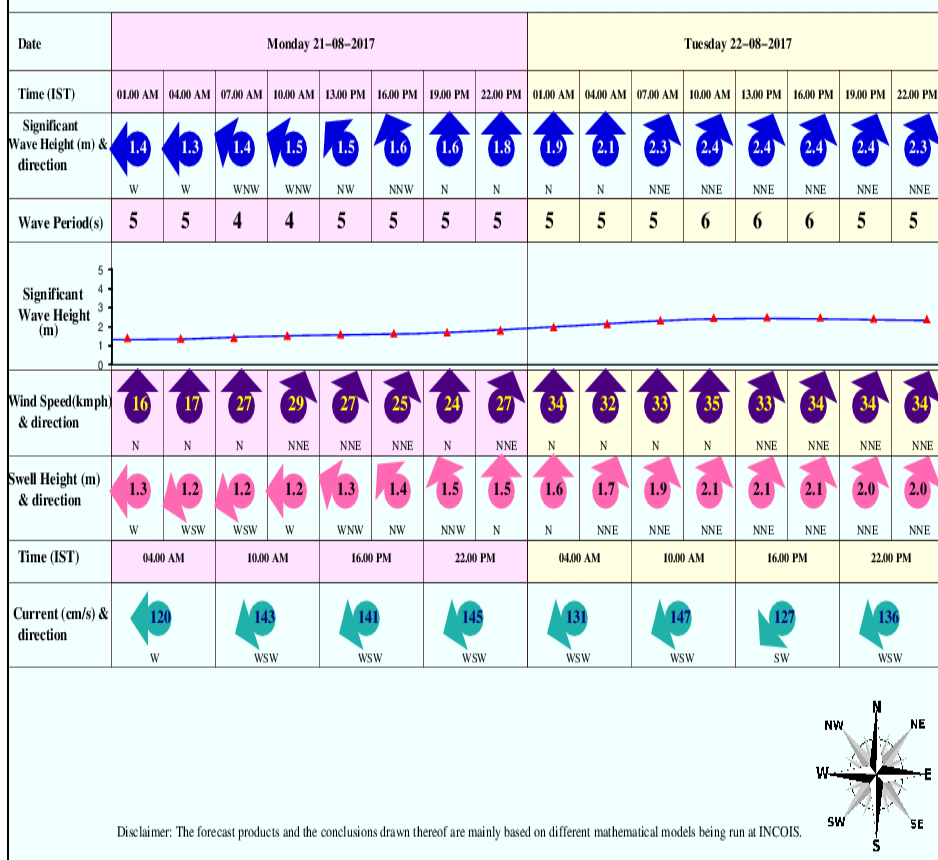 Date Monday 21–08–2017 Tuesday 22–08–2017
Time (IST) 01.00 AM 04.00 AM 07.00 AM 10.00 AM 13.00 PM 16.00 PM 19.00 PM 22.00 PM 01.00 AM 04.00 AM 07.00 AM 10.00 AM 13.00 PM 16.00 PM 19.00 PM 22.00 PM
Significant
Wave Height (m) &
direction
1.4 1.3 1.4 1.5 1.5 1.6 1.6 1.8 1.9 2.1 2.3 2.4 2.4 2.4 2.4 2.3
W W WNW WNW NW NNW N N N N NNE NNE NNE NNE NNE NNE
Wave Period(s) 5 5 4 4 5 5 5 5 5 5 5 6 6 6 5 5
Significant
Wave Height
(m)
5
4
3
2
1
0
Wind Speed(kmph)
& direction
16 17 27 29 27 25 24 27 34 32 33 35 33 34 34 34
N N N NNE NNE NNE N NNE N N N N NNE NNE NNE NNE
Swell Height (m)
& direction
1.3 1.2 1.2 1.2 1.3 1.4 1.5 1.5 1.6 1.7 1.9 2.1 2.1 2.1 2.0 2.0
W WSW WSW W WNW NW NNW N N NNE NNE NNE NNE NNE NNE NNE
Time (IST) 04.00 AM 10.00 AM 16.00 PM 22.00 PM 04.00 AM 10.00 AM 16.00 PM 22.00 PM
Current (cm/s) &
direction
120 143 141 145 131 147 127 136
W WSW WSW WSW WSW WSW SW WSW
N
NW NE
W E
SW SE
S
Disclaimer: The forecast products and the conclusions drawn thereof are mainly based on different mathematical models being run at INCOIS.